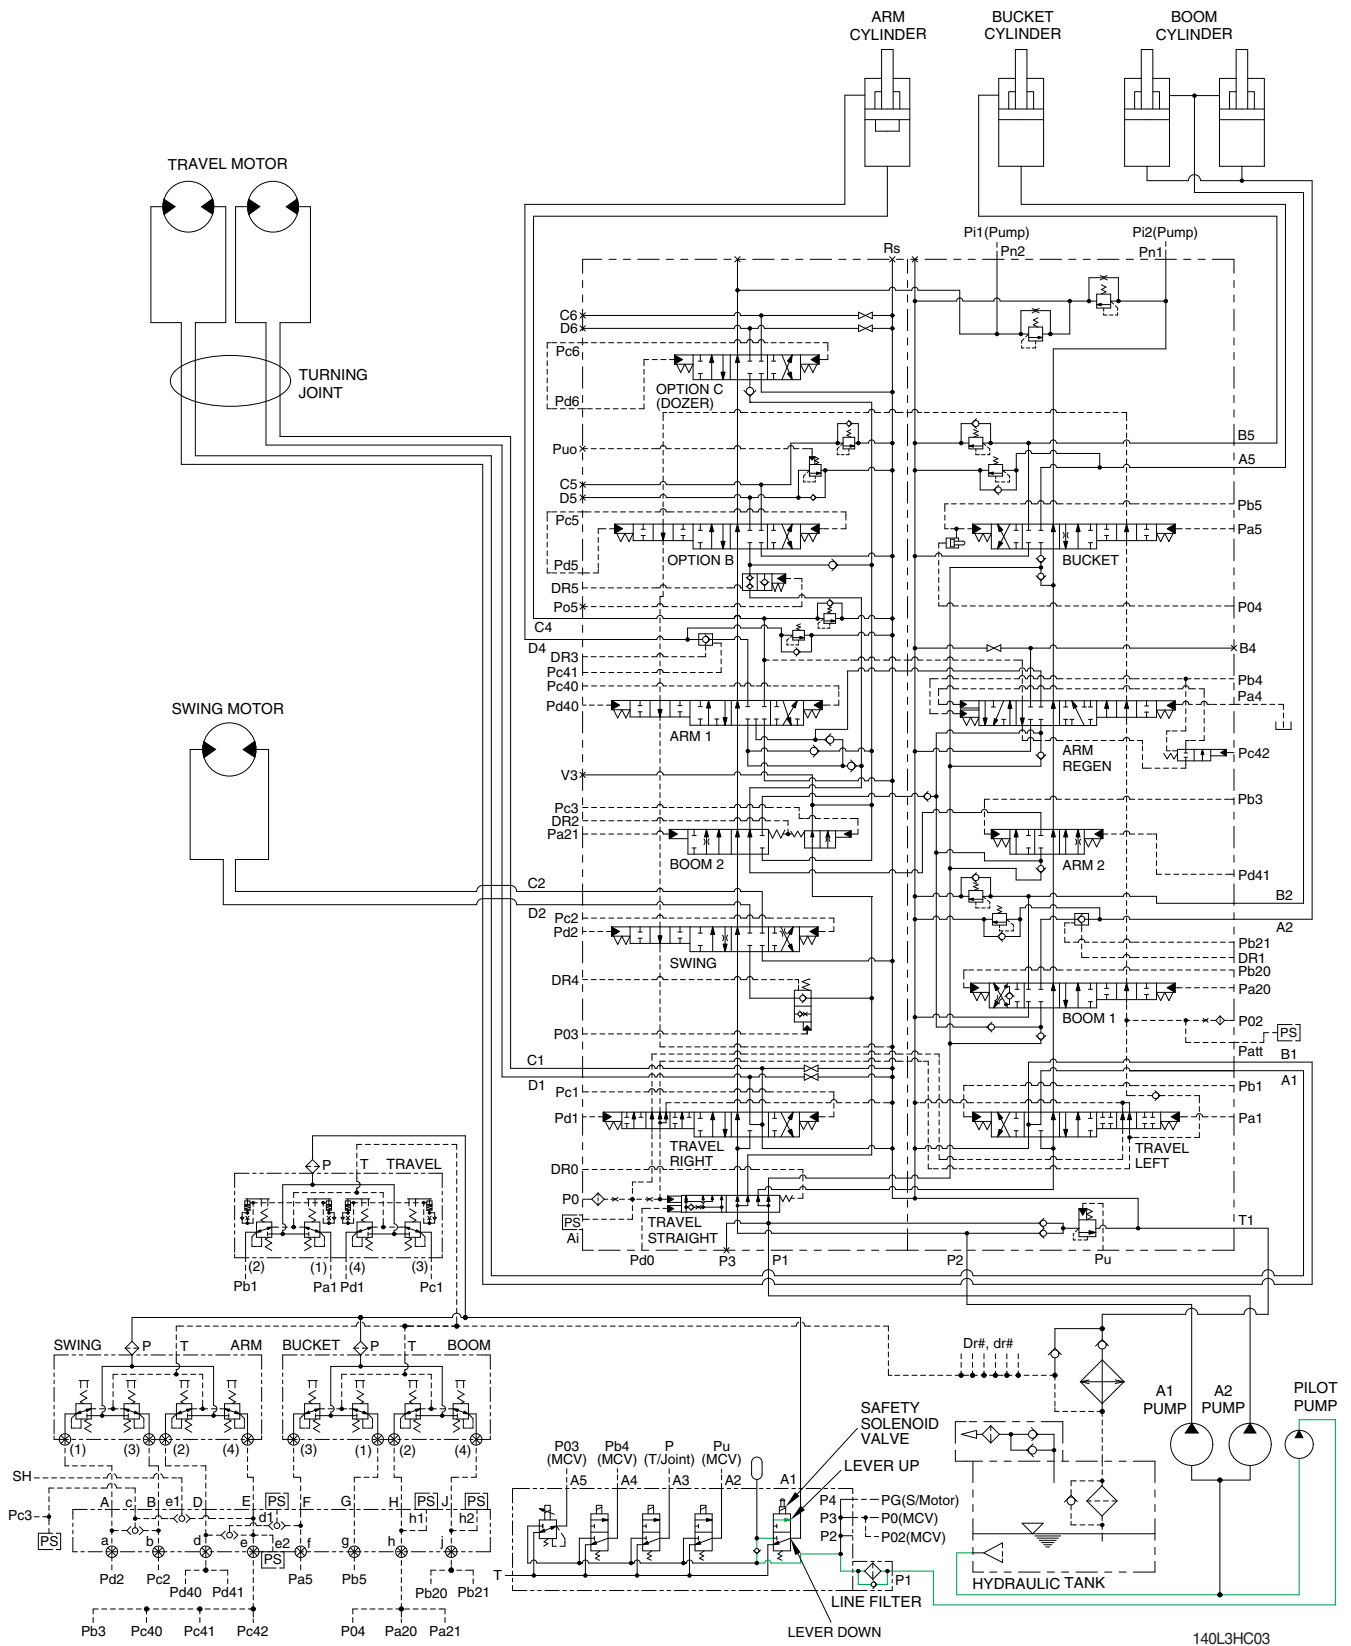 ARM
CYLINDER
BUCKET
CYLINDER
BOOM
CYLINDER
TRAVEL MOTOR
TURNING
JOINT
Rs
Pi1(Pump)
Pn2
Pi2(Pump)
Pn1
C6
D6
Pc6
OPTION C
(DOZER)
Pd6
Puo
C5
D5
Pc5
OPTION B
Pd5
DR5
Po5
B5
A5
Pb5
Pa5
BUCKET
P04
C4
D4
DR3
Pc41
Pc40
Pd40
ARM 1
B4
Pb4
Pa4
ARM
REGEN
Pc42
SWING MOTOR
V3
Pc3
DR2
Pa21
BOOM 2
Pb3
ARM 2
Pd41
C2
D2
Pc2
Pd2
SWING
DR4
P03
B2
A2
Pb21
DR1
Pb20
Pa20
BOOM 1
P02
PS
Patt
C1
D1
Pc1
Pd1
TRAVEL
RIGHT
B1
A1
Pb1
Pa1
TRAVEL
LEFT
DR0
P0
PS
Ai
TRAVEL
STRAIGHT
Pd0
P3
P1
P2
Pu
T1
P
T
TRAVEL
(2)
(1)
(4)
(3)
Pb1
Pa1
Pd1
Pc1
SWING
P
T
ARM
BUCKET
P
T
BOOM
(1)
(3)
(2)
(4)
(3)
(1)
(2)
(4)
SH
Pc3
PS
A
c
B
e1
D
E
PS
d1
F
G
H
PS
h1
J
PS
h2
a
b
d
e
e2
PS
f
g
h
j
Pd2
Pc2
Pd40
Pd41
Pa5
Pb5
Pb20
Pb21
Pb3
Pc40
Pc41
Pc42
P04
Pa20
Pa21
P03
(MCV)
Pb4
(MCV)
P
(T/Joint)
Pu
(MCV)
A5
A4
A3
A2
A1
T
SAFETY
SOLENOID
VALVE
LEVER UP
P4
PG(S/Motor)
P3
P0(MCV)
P2
P02(MCV)
P1
LINE FILTER
LEVER DOWN
Dr#, dr#
A1
PUMP
A2
PUMP
PILOT
PUMP
HYDRAULIC TANK
140L3HC03